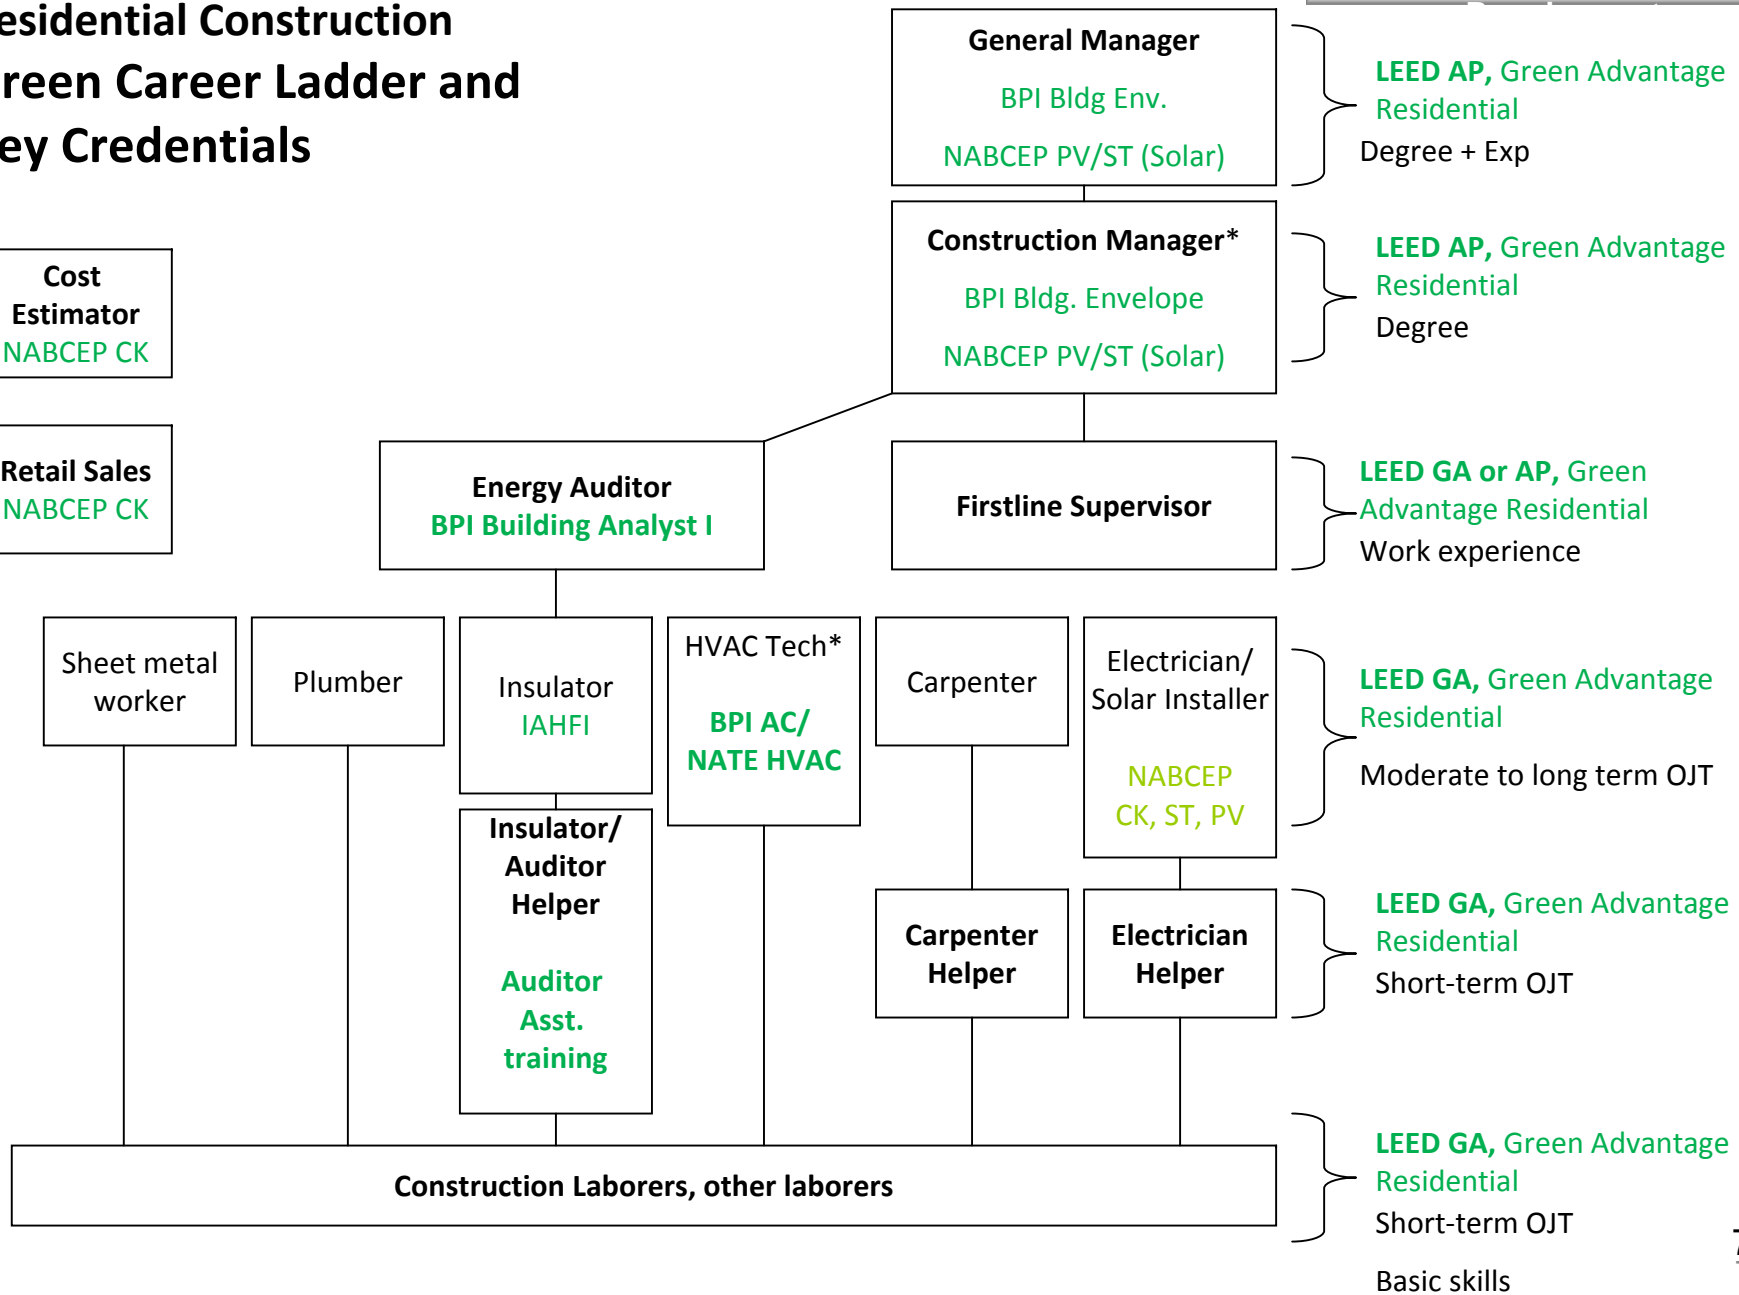 esidential Construction
reen Career Ladder and
ey Credentials
General Manager
BPI Bldg Env.
NABCEP PV/ST (Solar)
LEED AP, Green Advantage
Residential
Degree + Exp
Construction Manager*
BPI Bldg. Envelope
NABCEP PV/ST (Solar)
LEED AP, Green Advantage
Residential
Degree
Cost
Estimator
NABCEP CK
Retail Sales
NABCEP CK
Energy Auditor
BPI Building Analyst I
Firstline Supervisor
LEED GA or AP, Green
Advantage Residential
Work experience
Sheet metal
worker
Plumber
Insulator
IAHFI
HVAC Tech*
BPI AC/
NATE HVAC
Carpenter
Electrician/
Solar Installer
NABCEP
CK, ST, PV
LEED GA, Green Advantage
Residential
Moderate to long term OJT
Insulator/
Auditor
Helper
Auditor
Asst.
training
Carpenter
Helper
Electrician
Helper
LEED GA, Green Advantage
Residential
Short-term OJT
Construction Laborers, other laborers
LEED GA, Green Advantage
Residential
Short-term OJT
Basic skills